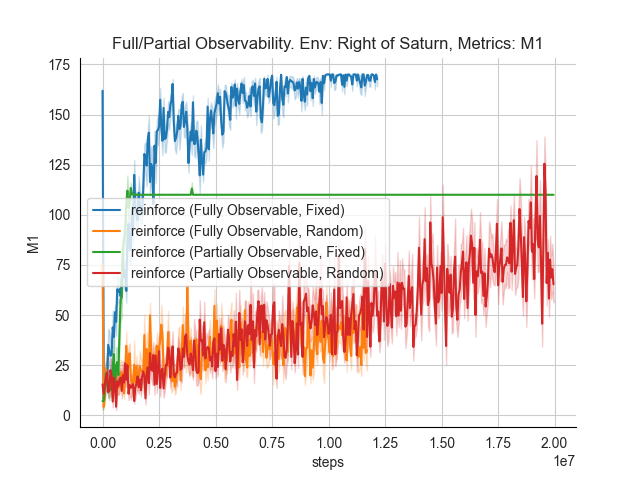 Full/Partial Observability. Env: Right of Saturn, Metrics: M1
175
150
125
100
75
50
25
0
M1
reinforce (Fully Observable, Fixed)
reinforce (Fully Observable, Random)
reinforce (Partially Observable, Fixed)
reinforce (Partially Observable, Random)
0.00 0.25 0.50 0.75 1.00 1.25 1.50 1.75 2.00
1e7
steps